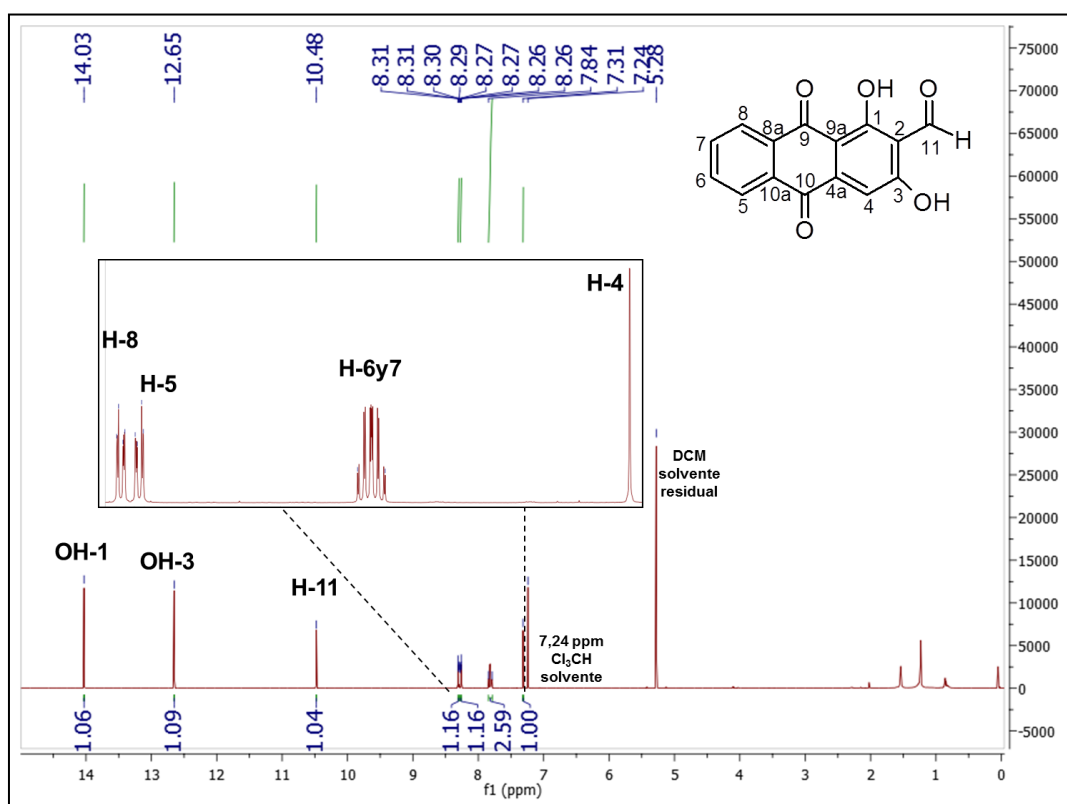 14.03
12.65
10.48
8.31
8.31
8.30
8.29
8.27
8.27
8.26
8.26
7.84
7.31
7.24
5.28
O OH O
8 8a 9 9a 1 2 11 H
7
6
5 10a 10 4a 4 3 OH
O
H-8
H-5
H-6y7
H-4
OH-1
OH-3
H-11
DCM
solvente
residual
7,24 ppm
Cl₃CH
solvente
1.06
1.09
1.04
1.16
1.16
2.59
1.00
14 13 12 11 10 9 8 7 6 5 4 3 2 1 0
f1 (ppm)
75000
70000
65000
60000
55000
50000
45000
40000
35000
30000
25000
20000
15000
10000
5000
0
-5000